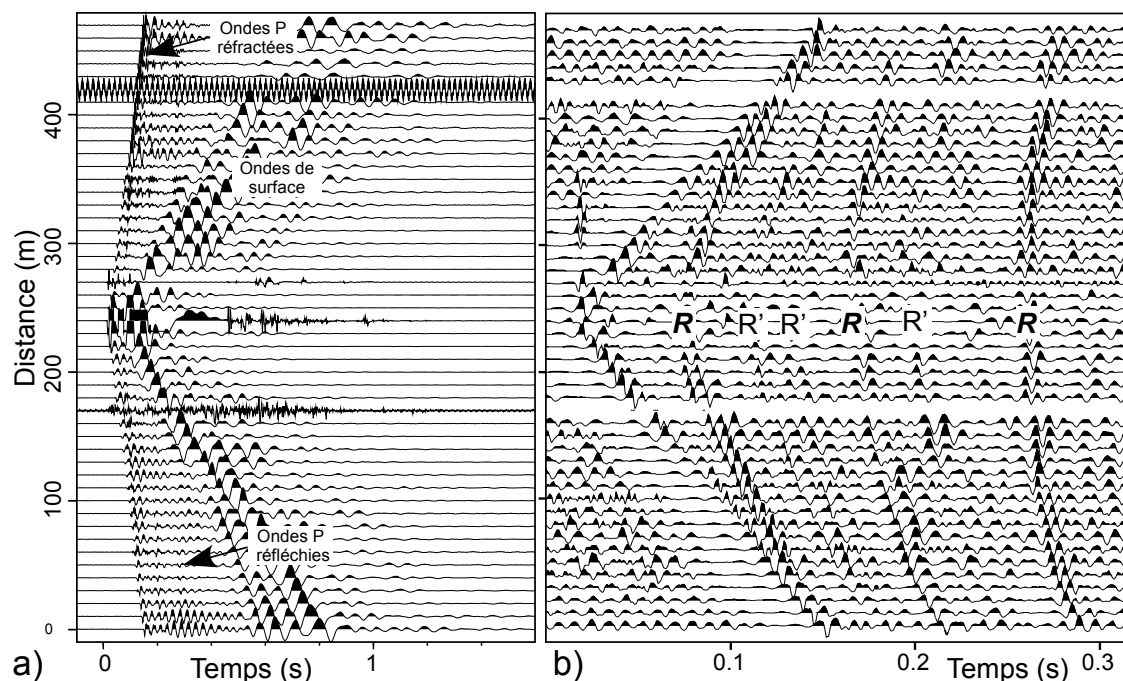 Ondes P
réfractées
Ondes de
surface
Ondes P
réfléchies
Distance (m)
400
300
200
100
0
0
1
a)
Temps (s)
R
R'
R'
R
R'
R
b)
0.1
0.2
0.3
Temps (s)